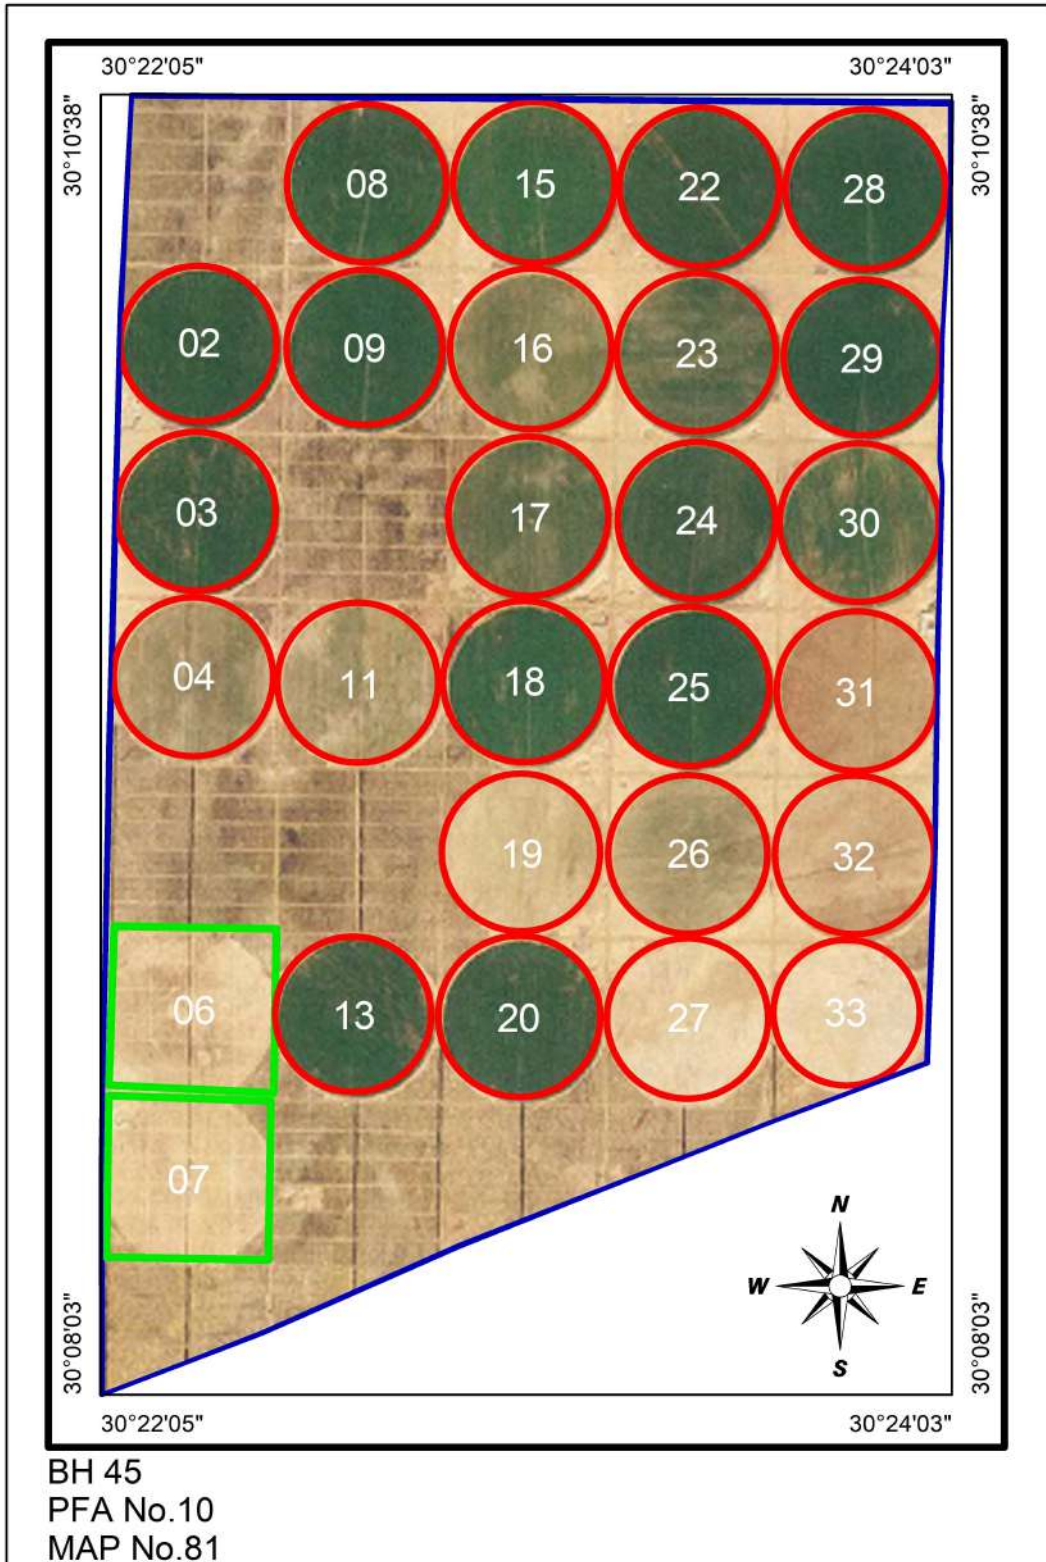 30°22'05" 30°24'03"
30°10'38" 30°10'38"
08 15 22 28
02 09 16 23 29
03 17 24 30
04 11 18 25 31
19 26 32
06 13 20 27 33
07
N
W E
S
30°08'03" 30°08'03"
30°22'05" 30°24'03"
BH 45
PFA No.10
MAP No.81